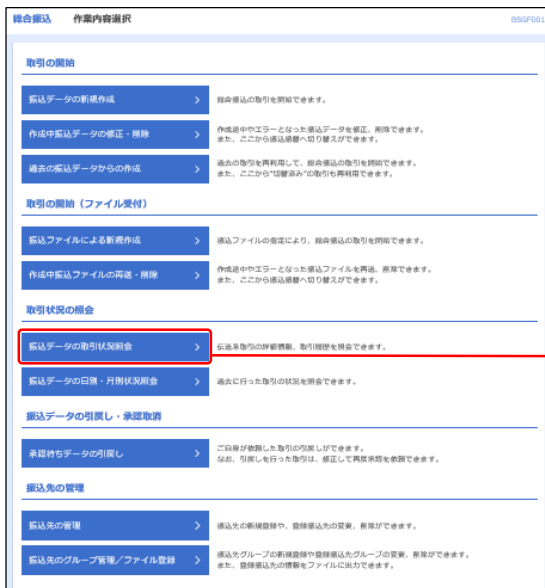 総合振込 作業内容選択 BSGF001
取引の開始
振込データの新規作成
総合振込の取引を開始できます。
作成中振込データの修正・削除
作成途中やエラーとなった振込データを修正、削除できます。
また、ここから振込振替へ切り替えができます。
過去の振込データからの作成
過去の取引を再利用して、総合振込の取引を開始できます。
また、ここから“切替済み”の取引も再利用できます。
取引の開始（ファイル受付）
振込ファイルによる新規作成
振込ファイルの指定により、総合振込の取引を開始できます。
作成中振込ファイルの再送・削除
作成途中やエラーとなった振込ファイルを再送、削除できます。
また、ここから振込振替へ切り替えができます。
取引状況の照会
振込データの取引状況照会
伝送系取引の詳細情報、取引履歴を照会できます。
振込データの日別・月別状況照会
過去に行った取引の状況を照会できます。
振込データの引戻し・承認取消
承認待ちデータの引戻し
ご自身が依頼した取引の引戻しができます。
なお、引戻しを行った取引は、修正して再度承認を依頼できます。
振込先の管理
振込先の管理
振込先の新規登録や、登録振込先の変更、削除ができます。
振込先のグループ管理／ファイル登録
振込先グループの新規登録や登録振込先グループの変更、削除ができます。
また、登録振込先の情報をファイルに出力できます。